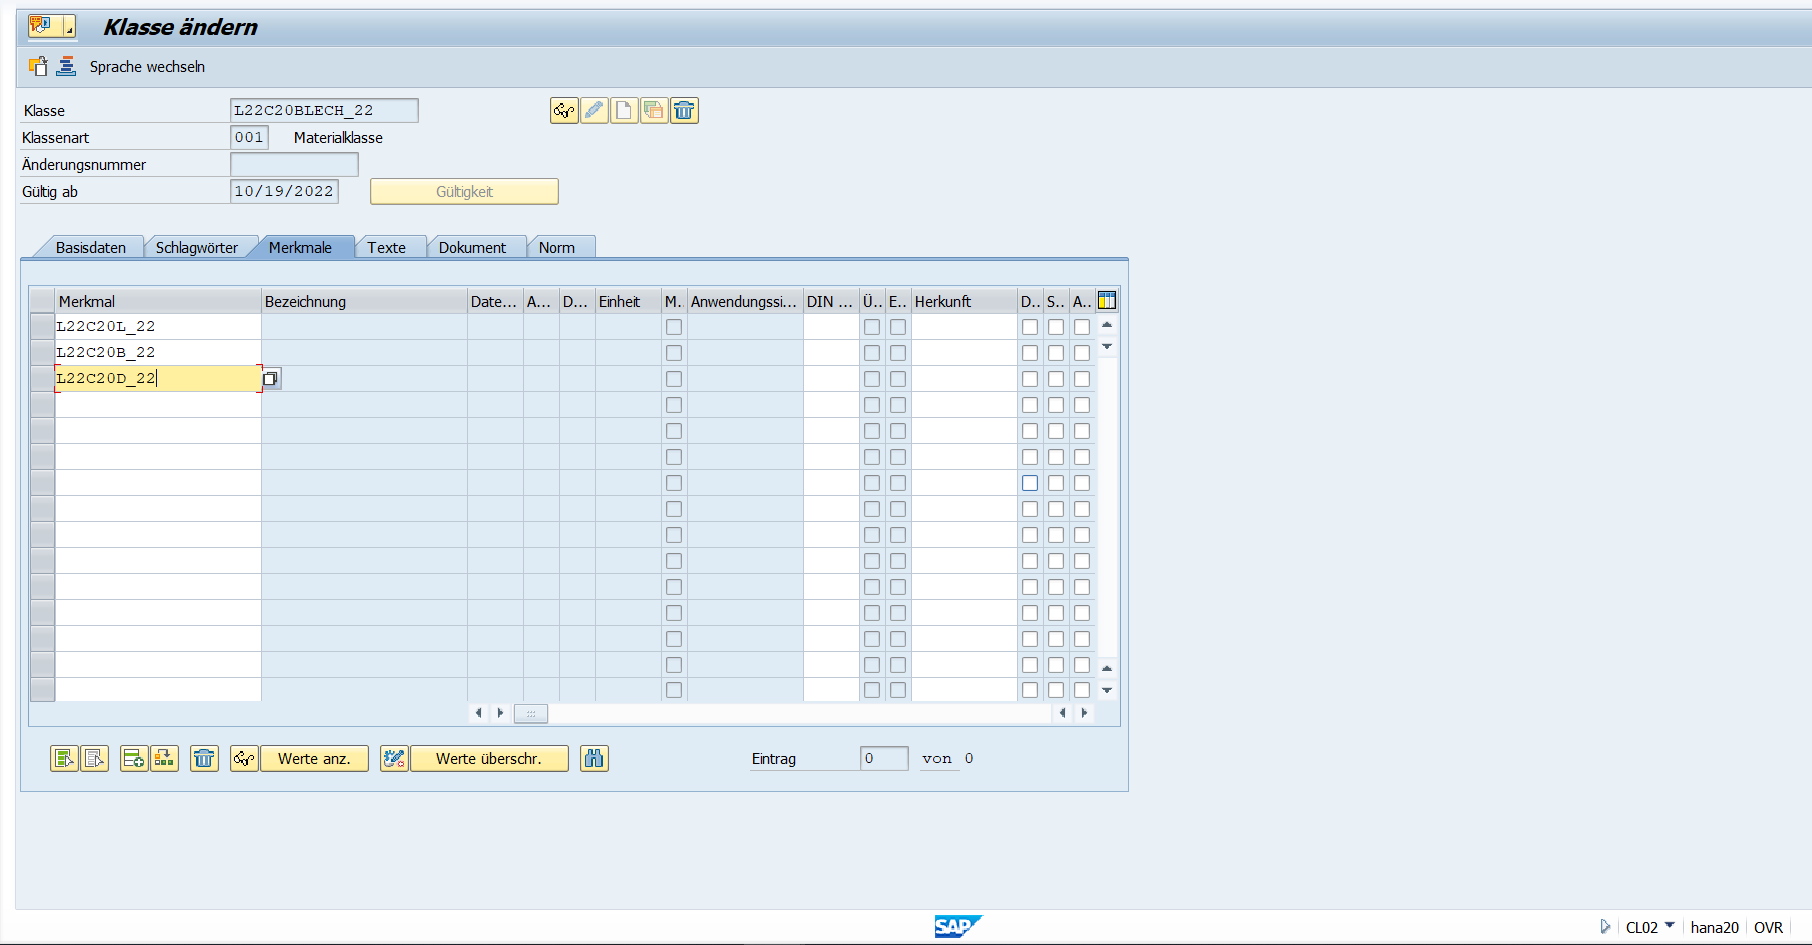 Klasse ändern
Sprache wechseln
Klasse L22C20BLECH_22
Klassenart 001 Materialklasse
Änderungsnummer
Gültig ab 10/19/2022 Gültigkeit
Basisdaten Schlagwörter Merkmale Texte Dokument Norm
Merkmal Bezeichnung Date... A... D... Einheit M.. Anwendungssi... DIN ... Ü.. E.. Herkunft D.. S.. A..
L22C20L_22
L22C20B_22
L22C20D_22
Werte anz. Werte überschr. Eintrag 0 von 0
SAP CL02 hana20 OVR